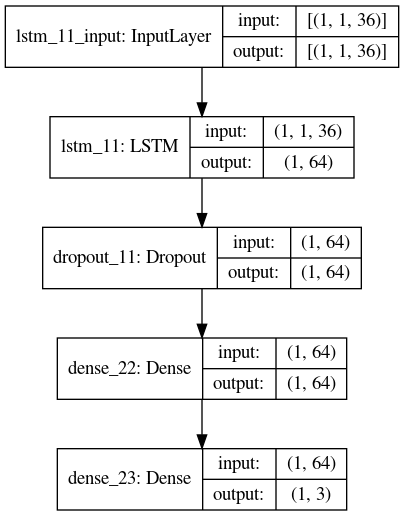 lstm_11_input: InputLayer
input: [(1, 1, 36)]
output: [(1, 1, 36)]
lstm_11: LSTM
input: (1, 1, 36)
output: (1, 64)
dropout_11: Dropout
input: (1, 64)
output: (1, 64)
dense_22: Dense
input: (1, 64)
output: (1, 64)
dense_23: Dense
input: (1, 64)
output: (1, 3)